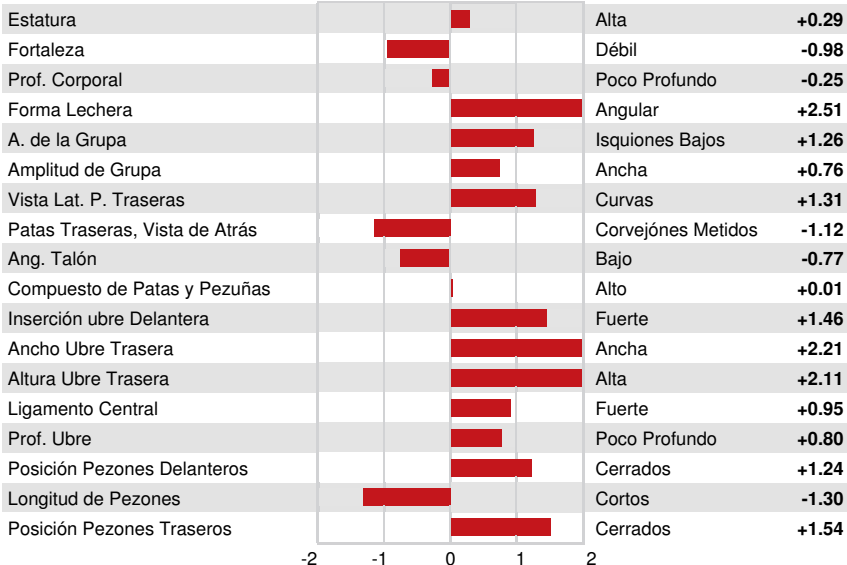 Estatura Alta +0.29
Fortaleza Débil -0.98
Prof. Corporal Poco Profundo -0.25
Forma Lechera Angular +2.51
A. de la Grupa Isquiones Bajos +1.26
Amplitud de Grupa Ancha +0.76
Vista Lat. P. Traseras Curvas +1.31
Patas Traseras, Vista de Atrás Corvejónes Metidos -1.12
Ang. Talón Bajo -0.77
Compuesto de Patas y Pezuñas Alto +0.01
Inserción ubre Delantera Fuerte +1.46
Ancho Ubre Trasera Ancha +2.21
Altura Ubre Trasera Alta +2.11
Ligamento Central Fuerte +0.95
Prof. Ubre Poco Profundo +0.80
Posición Pezones Delanteros Cerrados +1.24
Longitud de Pezones Cortos -1.30
Posición Pezones Traseros Cerrados +1.54
-2 -1 0 1 2